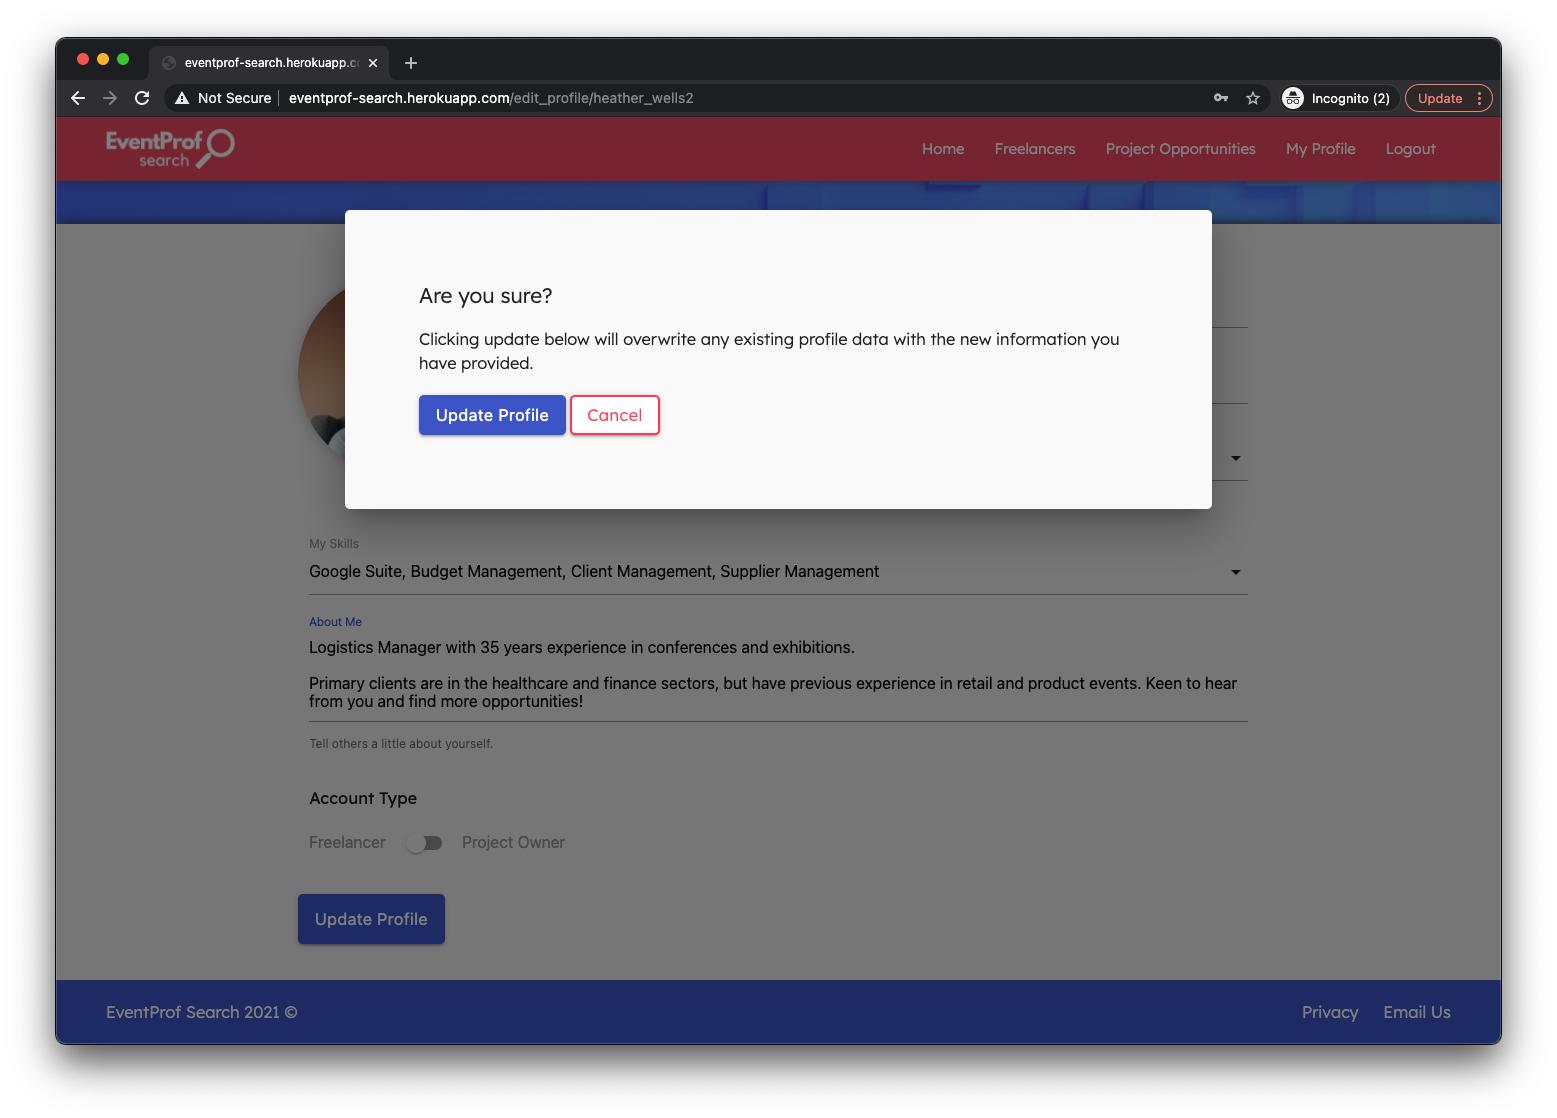 eventprof-search.herokuapp.c
Not Secure
eventprof-search.herokuapp.com/edit_profile/heather_wells2
Incognito (2)
Update
EventProf
search
Home
Freelancers
Project Opportunities
My Profile
Logout
Are you sure?
Clicking update below will overwrite any existing profile data with the new information you
have provided.
Update Profile
Cancel
My Skills
Google Suite, Budget Management, Client Management, Supplier Management
About Me
Logistics Manager with 35 years experience in conferences and exhibitions.
Primary clients are in the healthcare and finance sectors, but have previous experience in retail and product events. Keen to hear
from you and find more opportunities!
Tell others a little about yourself.
Account Type
Freelancer
Project Owner
Update Profile
EventProf Search 2021 ©
Privacy
Email Us